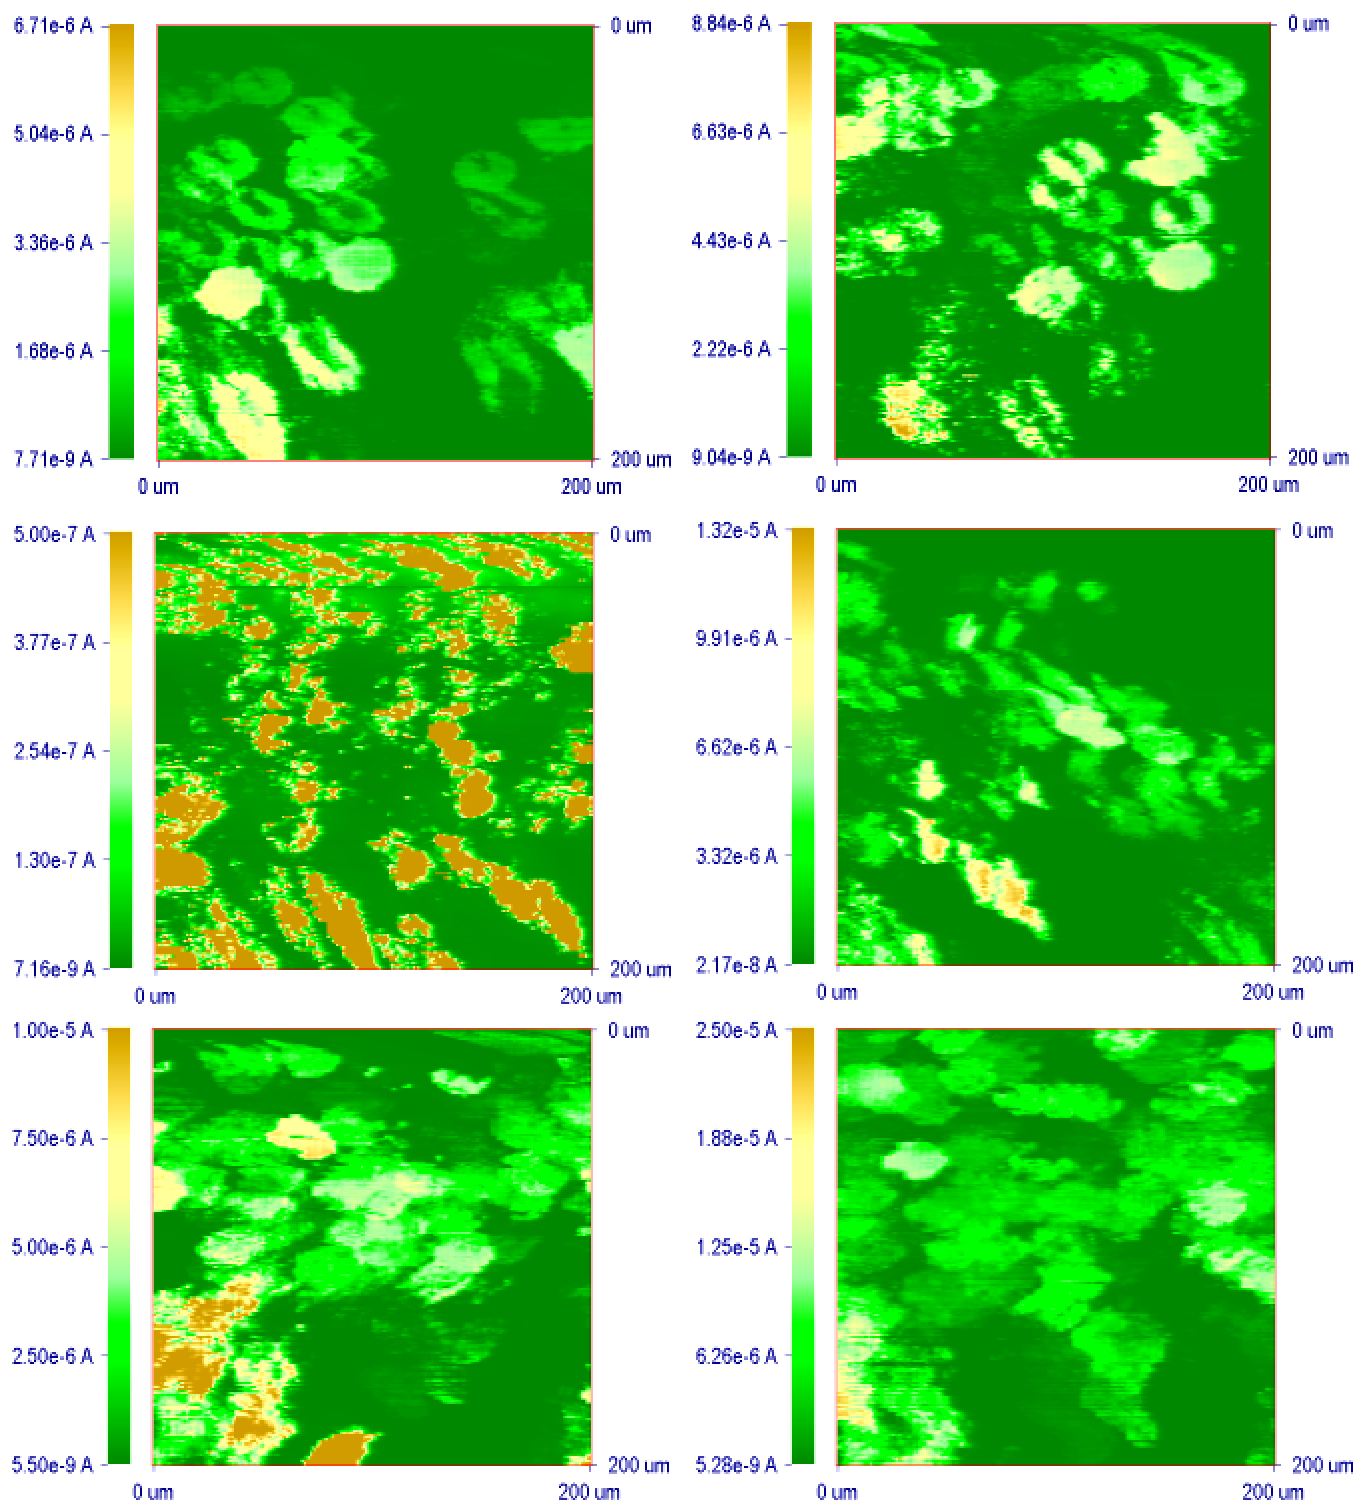 6.71e-6 A
5.04e-6 A
3.36e-6 A
1.68e-6 A
7.71e-9 A
0 um
200 um
0 um
200 um
8.84e-6 A
6.63e-6 A
4.43e-6 A
2.22e-6 A
9.04e-9 A
0 um
200 um
0 um
200 um
5.00e-7 A
3.77e-7 A
2.54e-7 A
1.30e-7 A
7.16e-9 A
0 um
200 um
0 um
200 um
1.32e-5 A
9.91e-6 A
6.62e-6 A
3.32e-6 A
2.17e-8 A
0 um
200 um
0 um
200 um
1.00e-5 A
7.50e-6 A
5.00e-6 A
2.50e-6 A
5.50e-9 A
0 um
200 um
0 um
200 um
2.50e-5 A
1.88e-5 A
1.25e-5 A
6.26e-6 A
5.28e-9 A
0 um
200 um
0 um
200 um